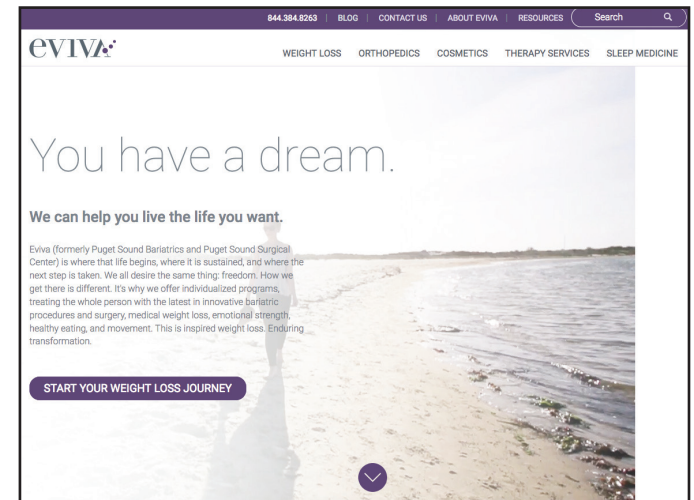 844.384.8263 | BLOG | CONTACT US | ABOUT EVIVA | RESOURCES Search
eviva
WEIGHT LOSS ORTHOPEDICS COSMETICS THERAPY SERVICES SLEEP MEDICINE
You have a dream.
We can help you live the life you want.
Eviva (formerly Puget Sound Bariatrics and Puget Sound Surgical
Center) is where that life begins, where it is sustained, and where the
next step is taken. We all desire the same thing: freedom. How we
get there is different. It's why we offer individualized programs,
treating the whole person with the latest in innovative bariatric
procedures and surgery, medical weight loss, emotional strength,
healthy eating, and movement. This is inspired weight loss. Enduring
transformation.
START YOUR WEIGHT LOSS JOURNEY